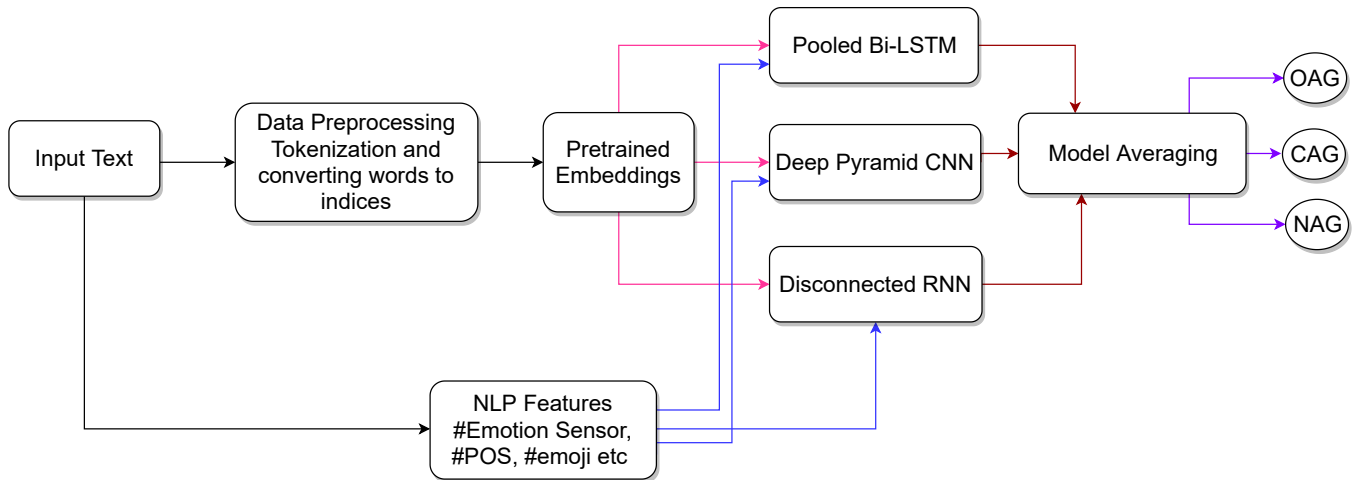 Input Text
Data Preprocessing
Tokenization and
converting words to
indices
Pretrained
Embeddings
Pooled Bi-LSTM
Deep Pyramid CNN
Disconnected RNN
NLP Features
#Emotion Sensor,
#POS, #emoji etc
Model Averaging
OAG
CAG
NAG